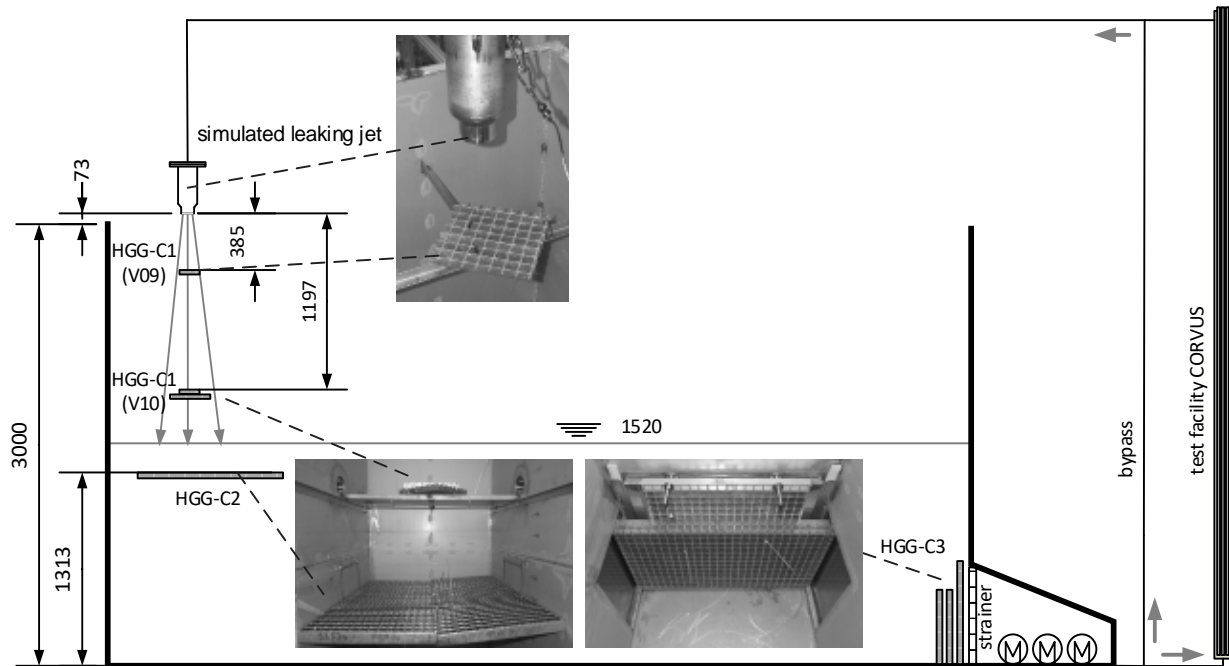 simulated leaking jet
73
HGG-C1
(V09)
385
1197
HGG-C1
(V10)
3000
1520
HGG-C2
1313
HGG-C3
strainer
M M M
bypass
test facility CORVUS